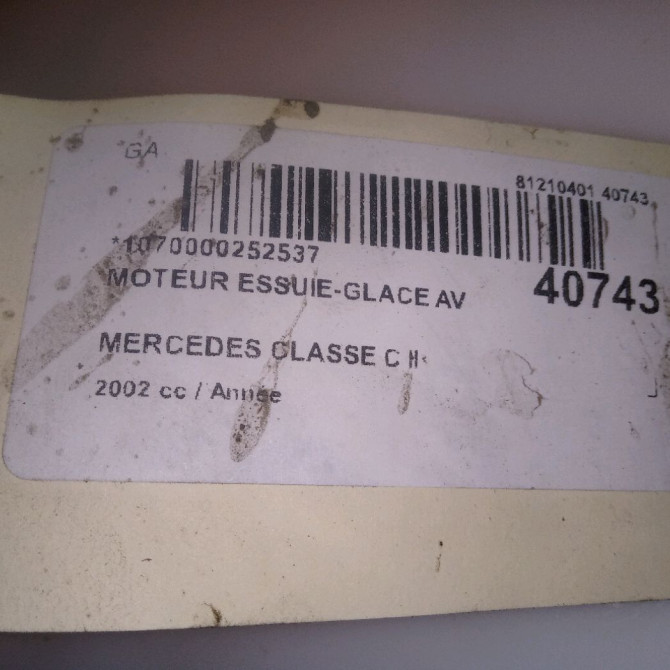 GA
81210401 40743
*1070000252537
40743
MOTEUR ESSUIE-GLACE AV
MERCEDES CLASSE C
2002 cc / Année